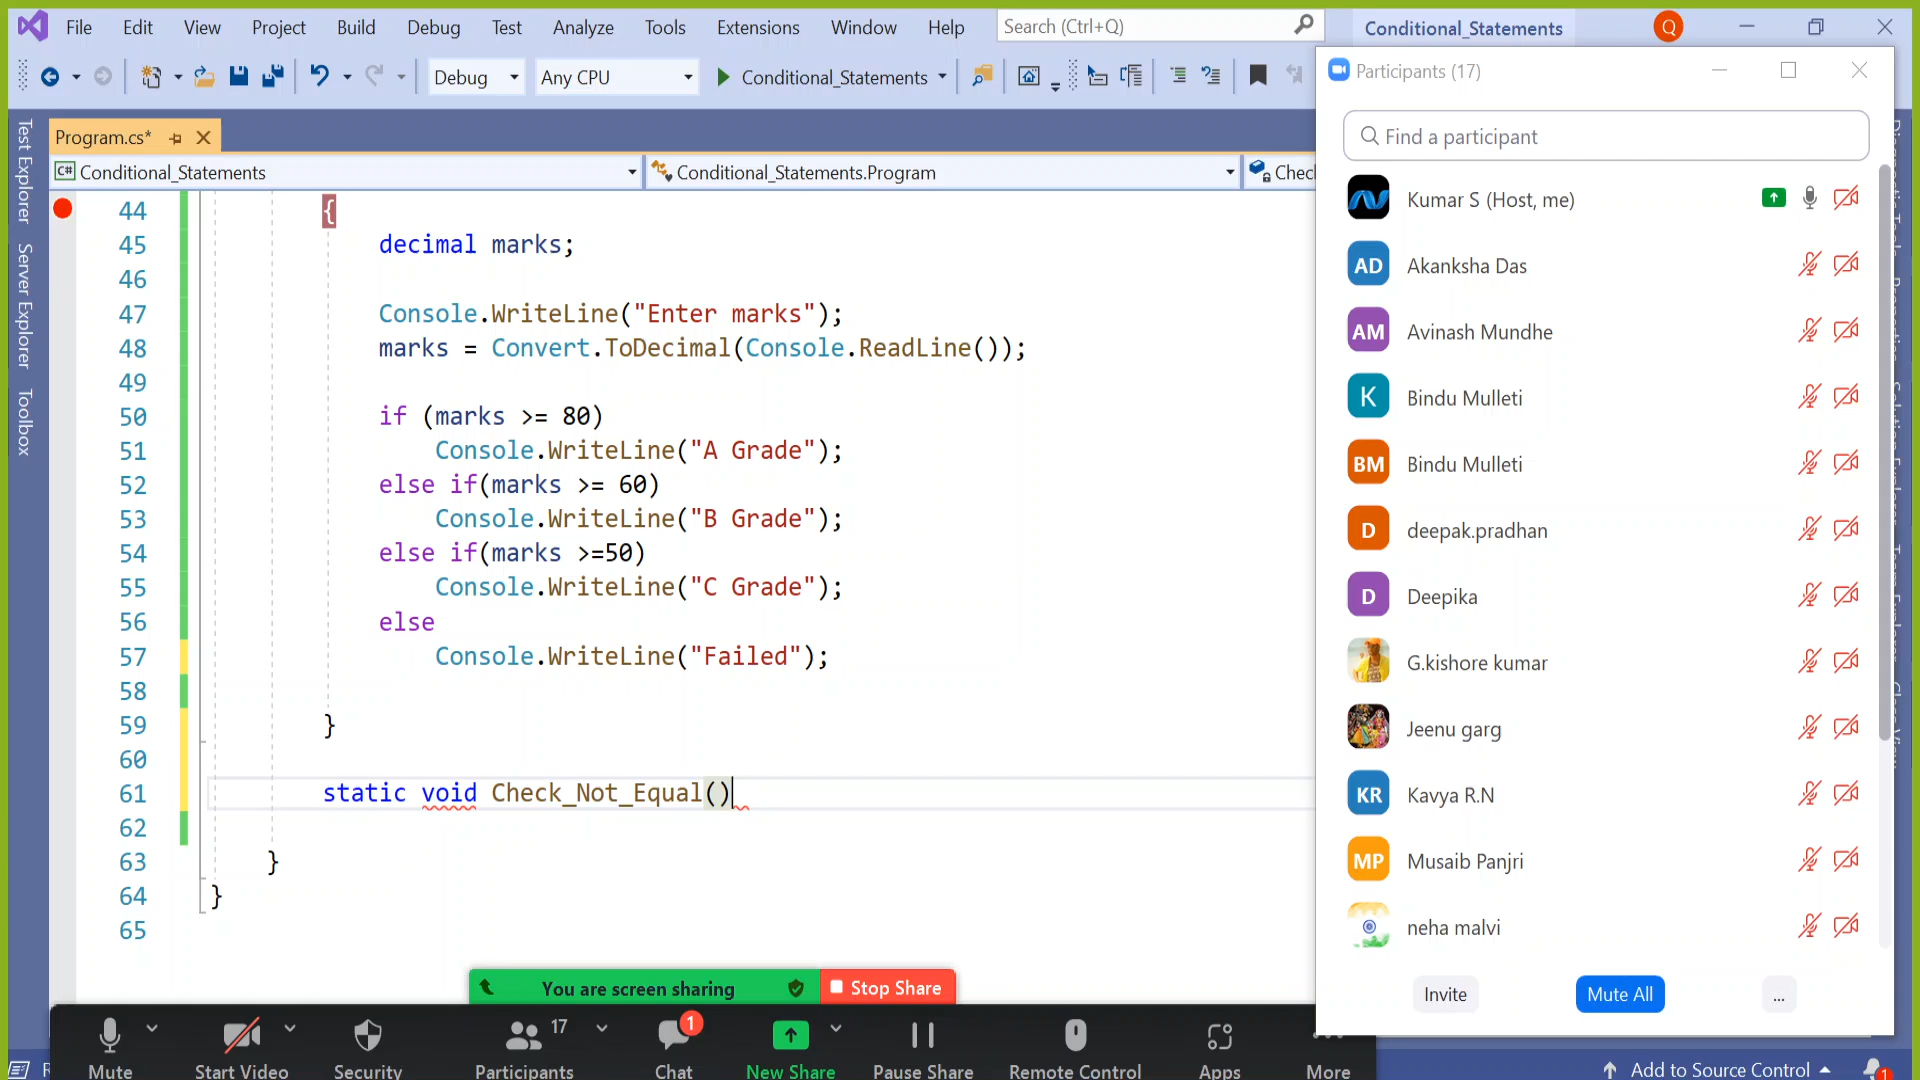 File Edit View Project Build Debug Test Analyze Tools Extensions Window Help Search (Ctrl+Q) Conditional_Statements Q
Debug Any CPU Conditional_Statements
Participants (17)
Find a participant
Test Explorer
Server Explorer
Toolbox
Program.cs*
C# Conditional_Statements Conditional_Statements.Program Chec
44 {
45 decimal marks;
46
47 Console.WriteLine("Enter marks");
48 marks = Convert.ToDecimal(Console.ReadLine());
49
50 if (marks >= 80)
51 Console.WriteLine("A Grade");
52 else if(marks >= 60)
53 Console.WriteLine("B Grade");
54 else if(marks >=50)
55 Console.WriteLine("C Grade");
56 else
57 Console.WriteLine("Failed");
58
59 }
60
61 static void Check_Not_Equal()
62
63 }
64 }
65
Kumar S (Host, me)
AD Akanksha Das
AM Avinash Mundhe
K Bindu Mulleti
BM Bindu Mulleti
D deepak.pradhan
D Deepika
G.kishore kumar
Jeenu garg
KR Kavya R.N
MP Musaib Panjri
neha malvi
Invite Mute All ...
You are screen sharing Stop Share
17 1
Mute Start Video Security Participants Chat New Share Pause Share Remote Control Apps More
Add to Source Control 1